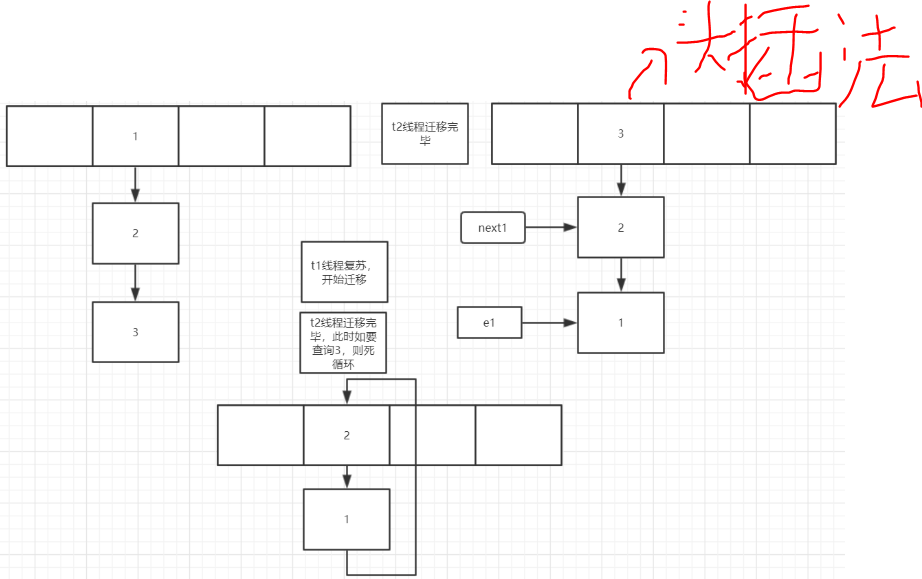 头插法
1
t2线程迁移完
毕
3
2
next1
2
t1线程复苏，
开始迁移
3
t2线程迁移完
毕，此时如要
查询3，则死
循环
e1
1
2
1